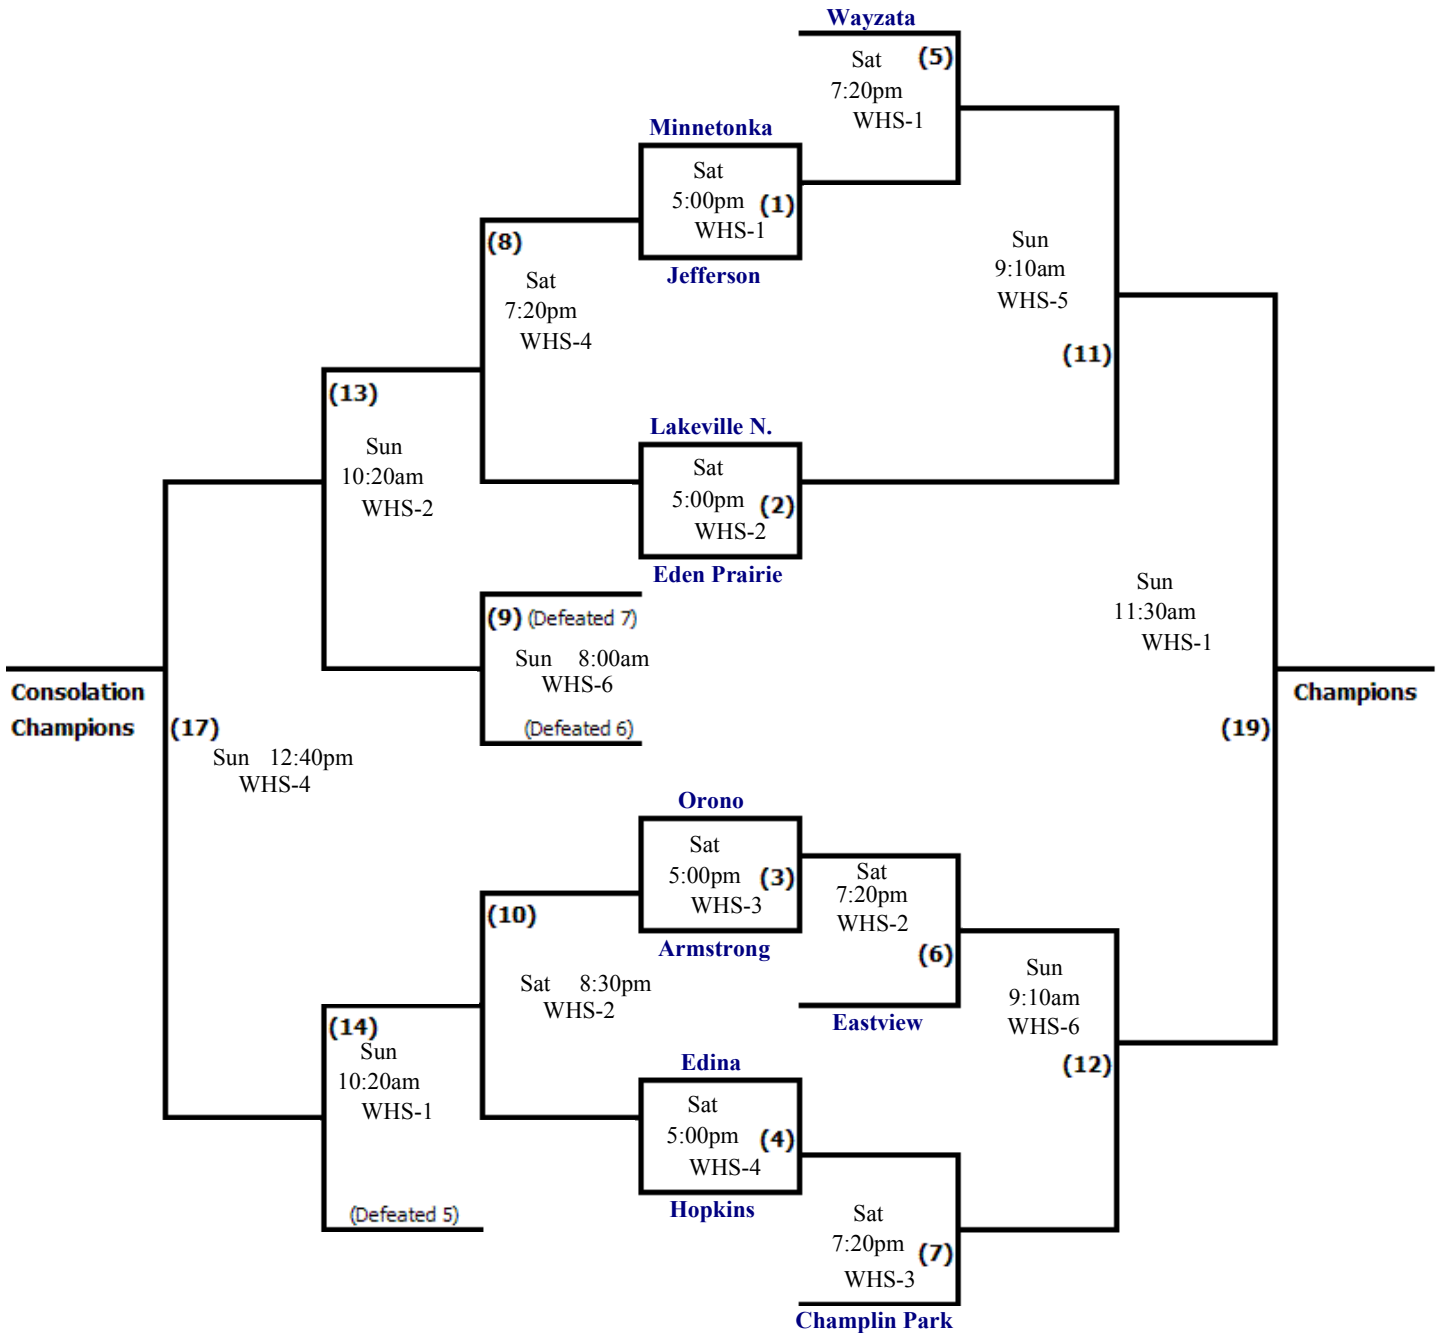 Wayzata
Sat (5)
7:20pm
WHS-1
Minnetonka
Sat
5:00pm (1)
WHS-1
Jefferson
(8)
Sat
7:20pm
WHS-4
Sun
9:10am
WHS-5
(11)
(13)
Sun
10:20am
WHS-2
Lakeville N.
Sat
5:00pm (2)
WHS-2
Eden Prairie
(9) (Defeated 7)
Sun 8:00am
WHS-6
(Defeated 6)
Sun
11:30am
WHS-1
Consolation
Champions
(17)
Sun 12:40pm
WHS-4
Champions
(19)
Orono
Sat
5:00pm (3)
WHS-3
Armstrong
Sat
7:20pm
WHS-2
(6)
Eastview
(10)
Sat 8:30pm
WHS-2
Sun
9:10am
WHS-6
(12)
(14)
Sun
10:20am
WHS-1
(Defeated 5)
Edina
Sat
5:00pm (4)
WHS-4
Hopkins
Sat
7:20pm (7)
WHS-3
Champlin Park